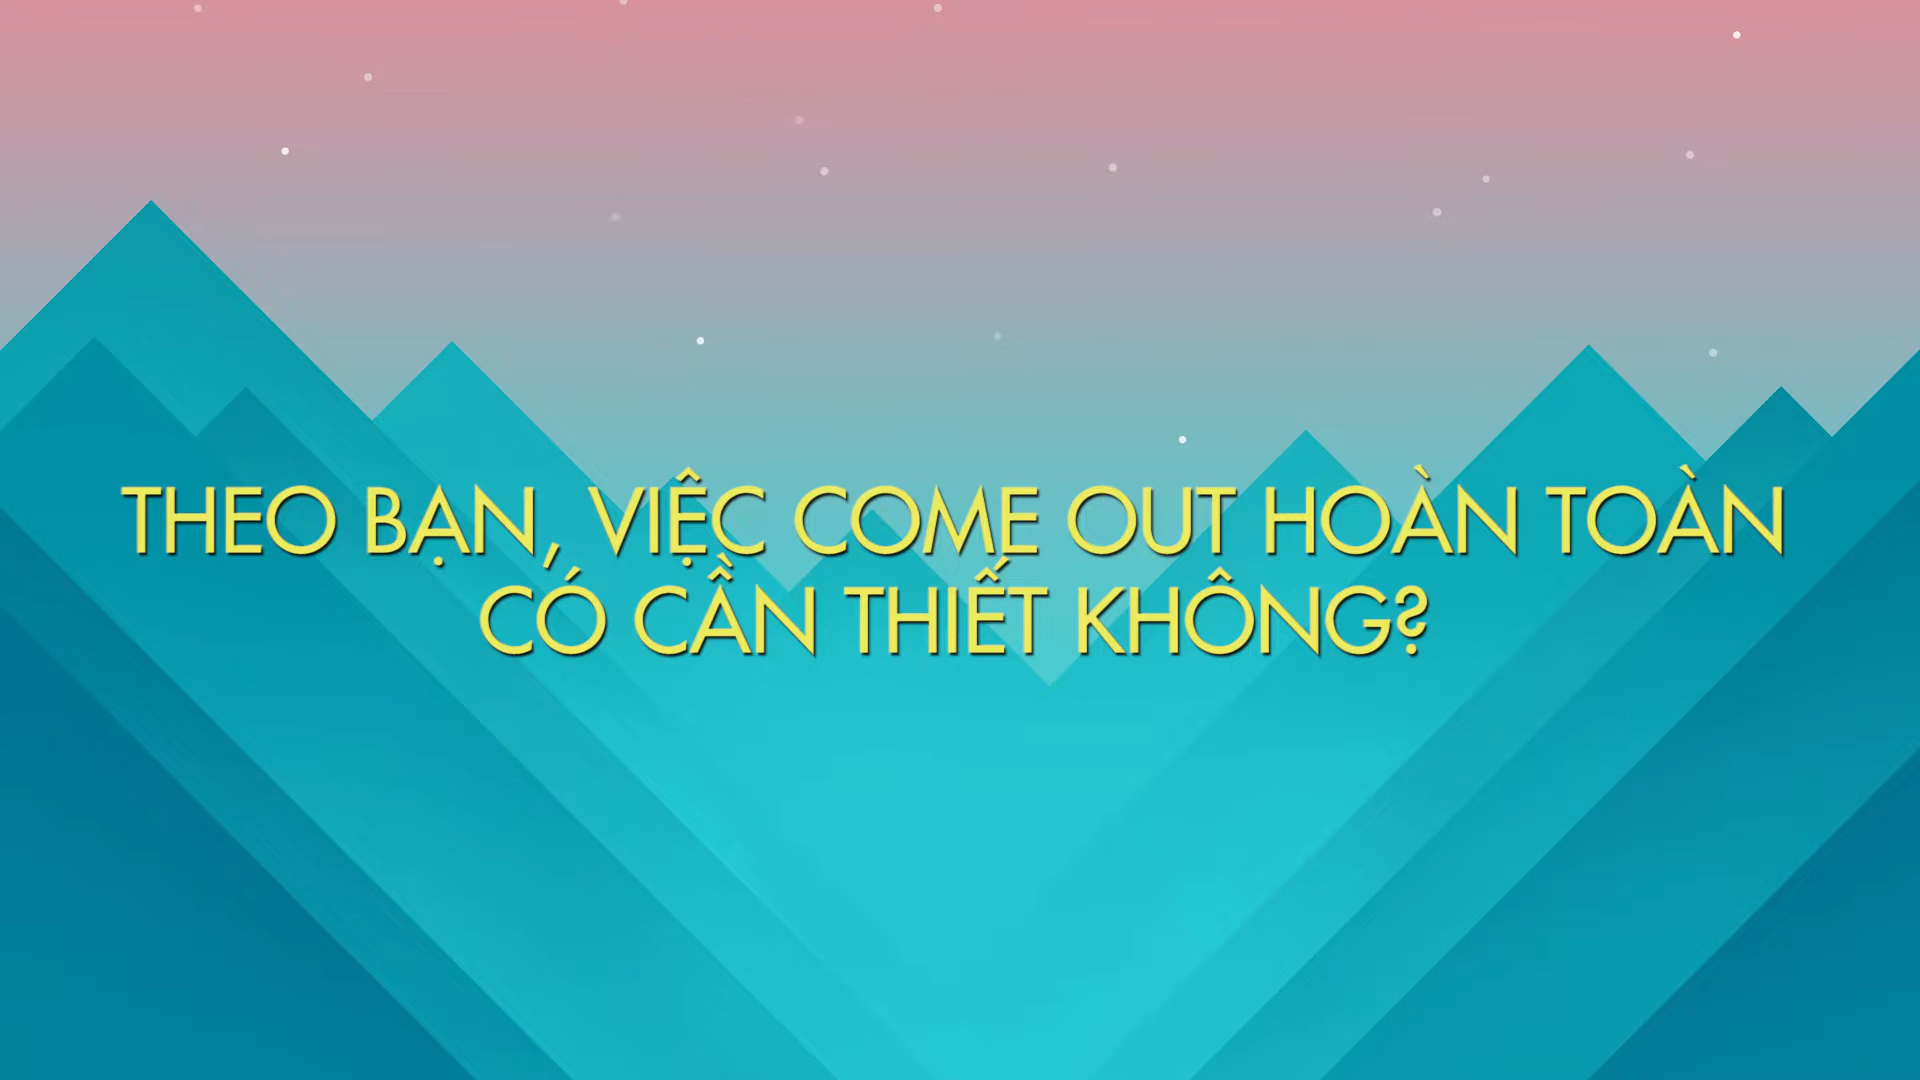 THEO BẠN, VIỆC COME OUT HOÀN TOÀN
CÓ CẦN THIẾT KHÔNG?